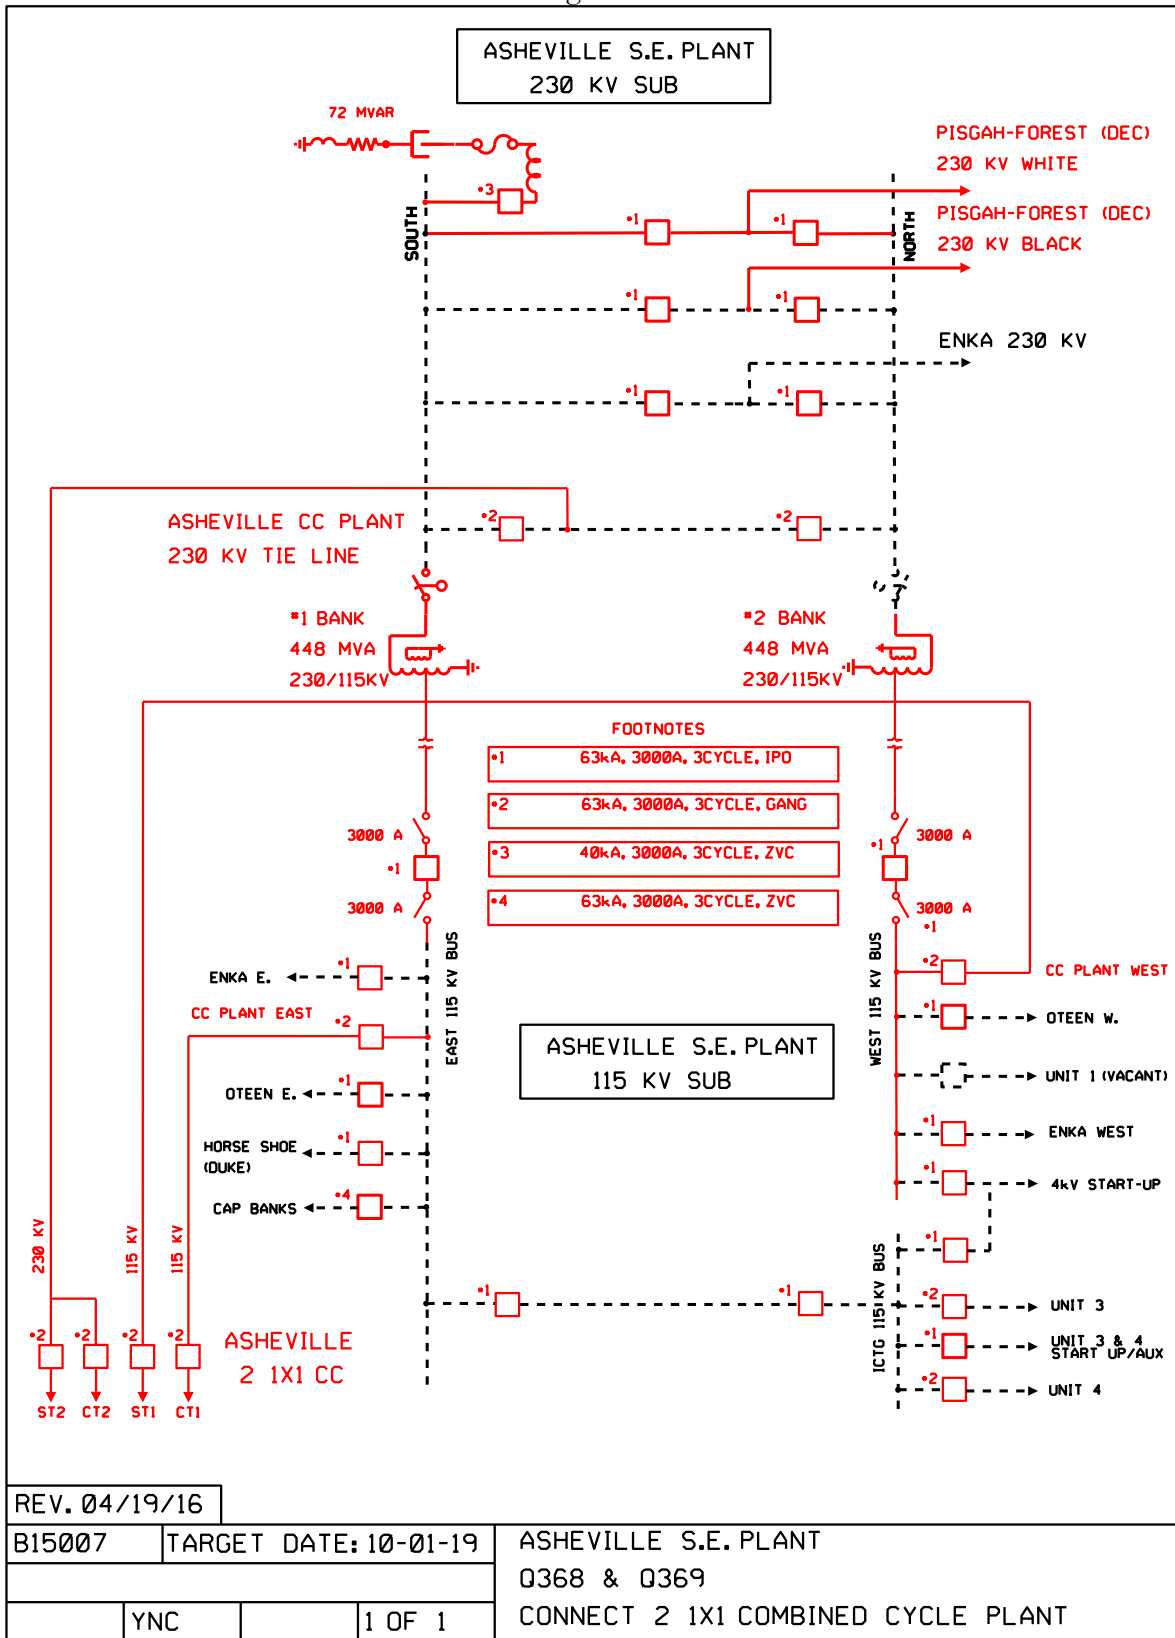 ASHEVILLE S.E. PLANT
230 KV SUB
72 MVAR
PISGAH-FOREST (DEC)
230 KV WHITE
*3
SOUTH
*1
*1
NORTH
PISGAH-FOREST (DEC)
230 KV BLACK
*1
*1
ENKA 230 KV
*1
*1
ASHEVILLE CC PLANT
230 KV TIE LINE
*2
*2
#1 BANK
448 MVA
230/115KV
#2 BANK
448 MVA
230/115KV
FOOTNOTES
*1 63kA, 3000A, 3CYCLE, IPO
*2 63kA, 3000A, 3CYCLE, GANG
*3 40kA, 3000A, 3CYCLE, ZVC
*4 63kA, 3000A, 3CYCLE, ZVC
3000 A
*1
3000 A
3000 A
*1
3000 A
*1
EAST 115 KV BUS
WEST 115 KV BUS
ENKA E.
*1
CC PLANT EAST
*2
OTEEN E.
*1
HORSE SHOE
(DUKE)
*1
CAP BANKS
*4
ASHEVILLE S.E. PLANT
115 KV SUB
*2
CC PLANT WEST
*1
OTEEN W.
UNIT 1 (VACANT)
*1
ENKA WEST
*1
4kV START-UP
*1
ICTG 115 KV BUS
*1
*1
*2
UNIT 3
*1
UNIT 3 & 4
START UP/AUX
*2
UNIT 4
230 KV
115 KV
115 KV
*2
*2
*2
*2
ST2
CT2
ST1
CT1
ASHEVILLE
2 1X1 CC
REV. 04/19/16
B15007
TARGET DATE: 10-01-19
YNC
1 OF 1
ASHEVILLE S.E. PLANT
Q368 & Q369
CONNECT 2 1X1 COMBINED CYCLE PLANT